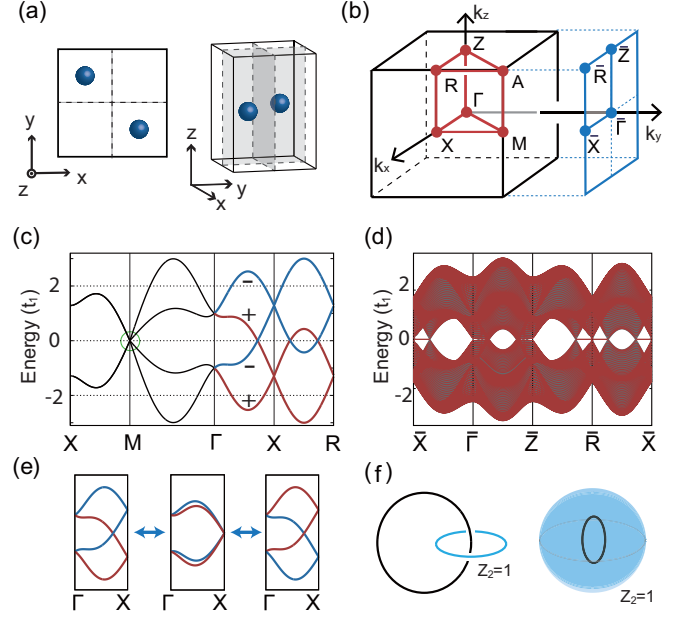 (a)
y
z
x
z
y
x
(b)
k_z
Z
R
A
Γ
X
M
k_x
k_y
Z̄
R̄
Γ̄
X̄
(c)
Energy (t₁)
2
0
-2
−
+
−
+
X M Γ X R
(d)
Energy (t₁)
2
0
-2
X̄ Γ̄ Z̄ R̄ X̄
(e)
Γ X Γ X Γ X
(f)
Z₂=1
Z₂=1